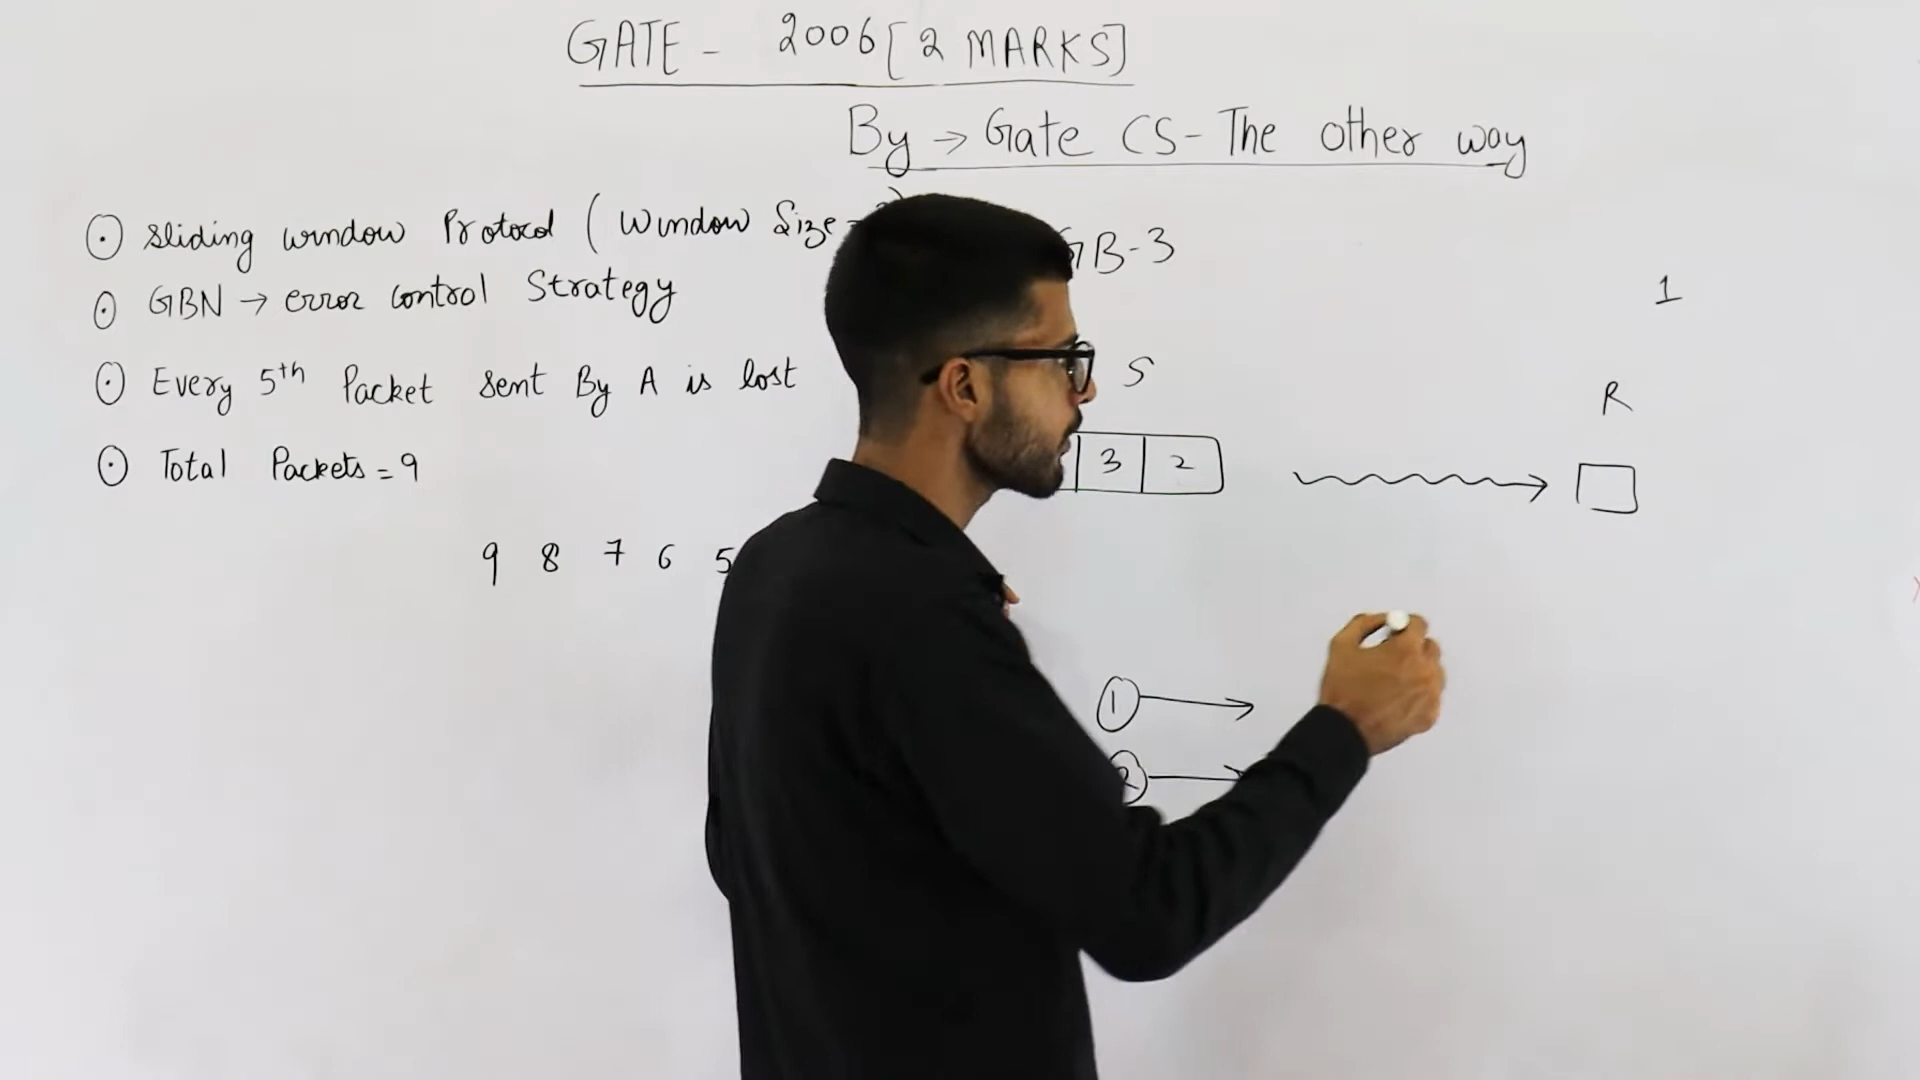 GATE - 2006 [2 MARKS]
By → Gate CS - The other way
⊙ Sliding window Protocol ( Window Size -
⊙ GBN → error control Strategy
⊙ Every 5th Packet sent By A is lost
⊙ Total Packets = 9
9 8 7 6 5
GB-3
1
S
R
3 2
1 →
2 →